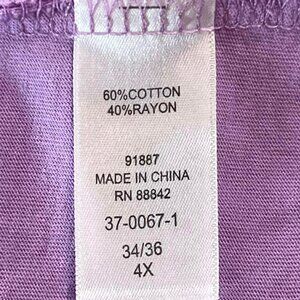 60%COTTON
40%RAYON
91887
MADE IN CHINA
RN 88842
37-0067-1
34/36
4X